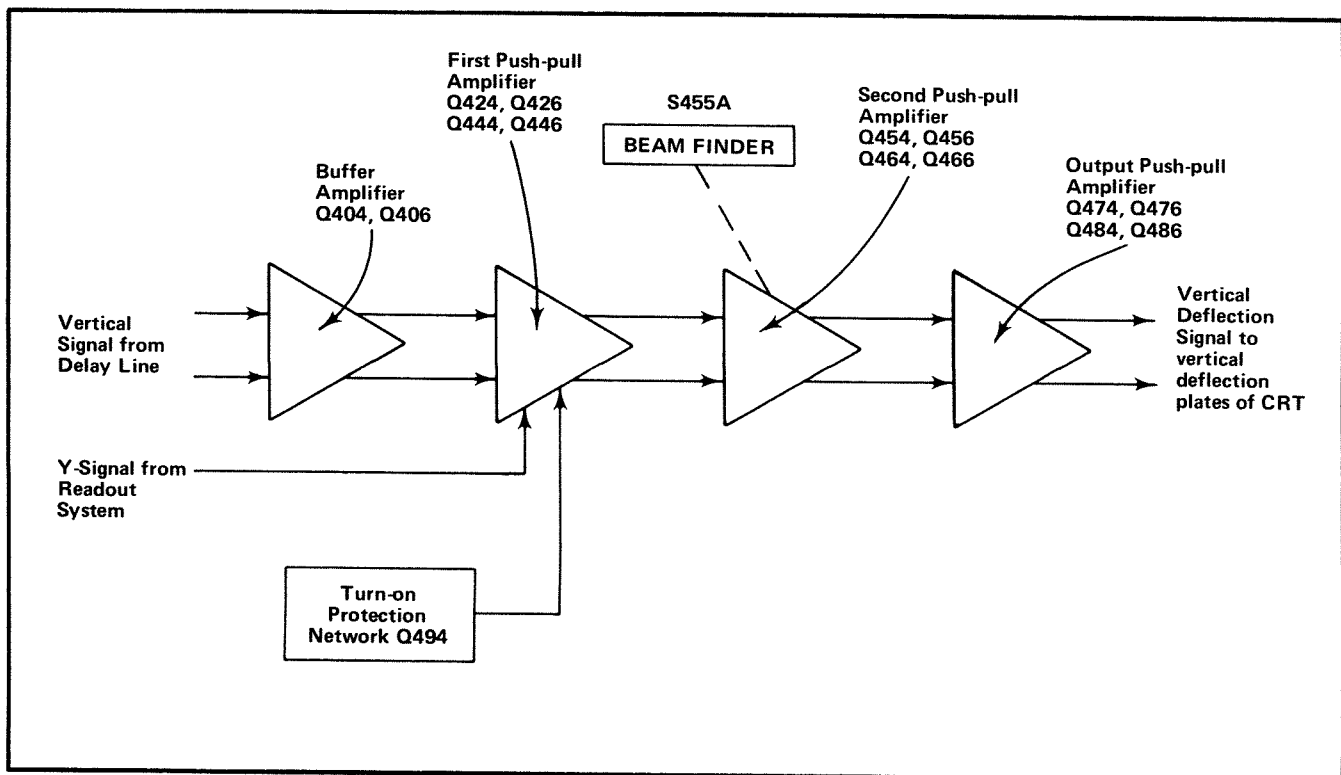 First Push-pull
Amplifier
Q424, Q426
Q444, Q446
S455A
BEAM FINDER
Second Push-pull
Amplifier
Q454, Q456
Q464, Q466
Buffer
Amplifier
Q404, Q406
Output Push-pull
Amplifier
Q474, Q476
Q484, Q486
Vertical
Signal from
Delay Line
Vertical
Deflection
Signal to
vertical
deflection
plates of CRT
Y-Signal from
Readout
System
Turn-on
Protection
Network Q494